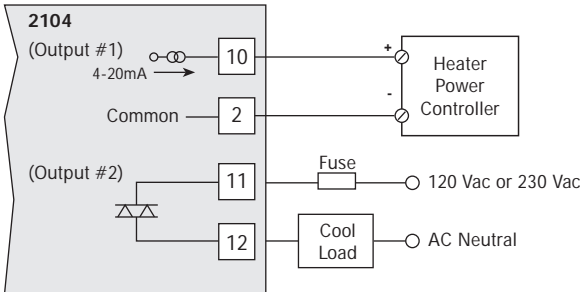 2104
(Output #1)
4-20mA
10
+
Heater
Power
Controller
-
Common
2
(Output #2)
11
Fuse
120 Vac or 230 Vac
12
Cool
Load
AC Neutral